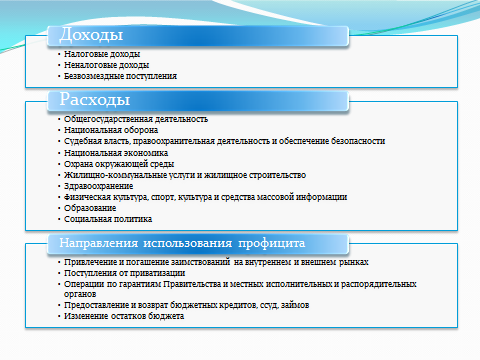 Доходы
• Налоговые доходы
• Неналоговые доходы
• Безвозмездные поступления
Расходы
• Общегосударственная деятельность
• Национальная оборона
• Судебная власть, правоохранительная деятельность и обеспечение безопасности
• Национальная экономика
• Охрана окружающей среды
• Жилищно-коммунальные услуги и жилищное строительство
• Здравоохранение
• Физическая культура, спорт, культура и средства массовой информации
• Образование
• Социальная политика
Направления использования профицита
• Привлечение и погашение заимствований на внутреннем и внешнем рынках
• Поступления от приватизации
• Операции по гарантиям Правительства и местных исполнительных и распорядительных
органов
• Предоставление и возврат бюджетных кредитов, ссуд, займов
• Изменение остатков бюджета